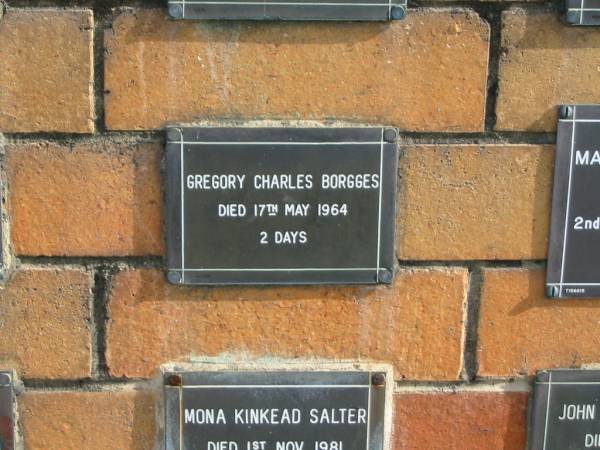 GREGORY CHARLES BORGGES
DIED 17TH MAY 1964
2 DAYS
MA
2nd
MONA KINKEAD SALTER
DIED 1ST NOV 1981
JOHN
DIE